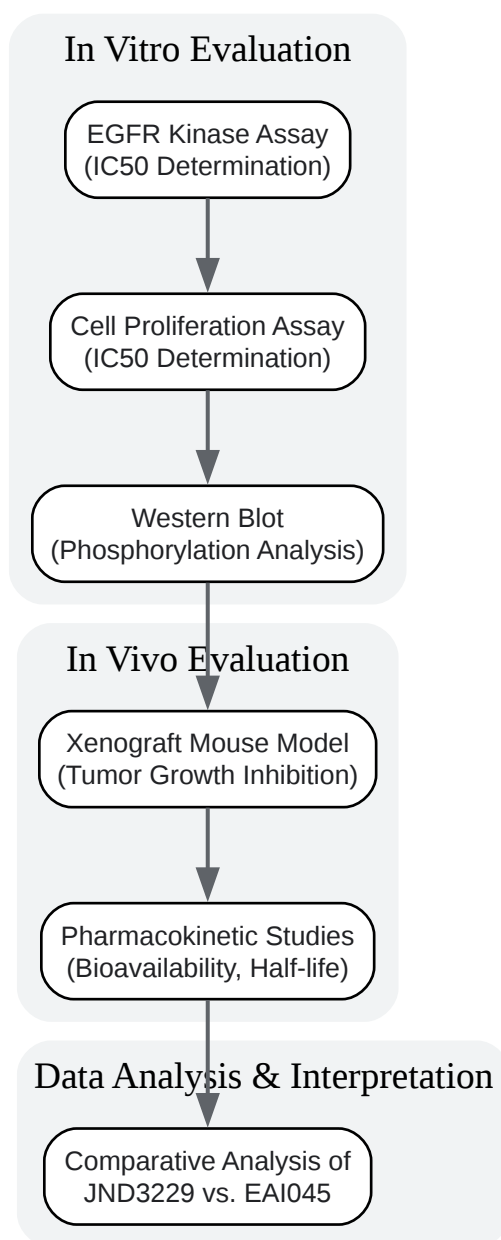 In Vitro Evaluation
EGFR Kinase Assay
(IC50 Determination)
Cell Proliferation Assay
(IC50 Determination)
Western Blot
(Phosphorylation Analysis)
In Vivo Evaluation
Xenograft Mouse Model
(Tumor Growth Inhibition)
Pharmacokinetic Studies
(Bioavailability, Half-life)
Data Analysis & Interpretation
Comparative Analysis of
JND3229 vs. EAI045